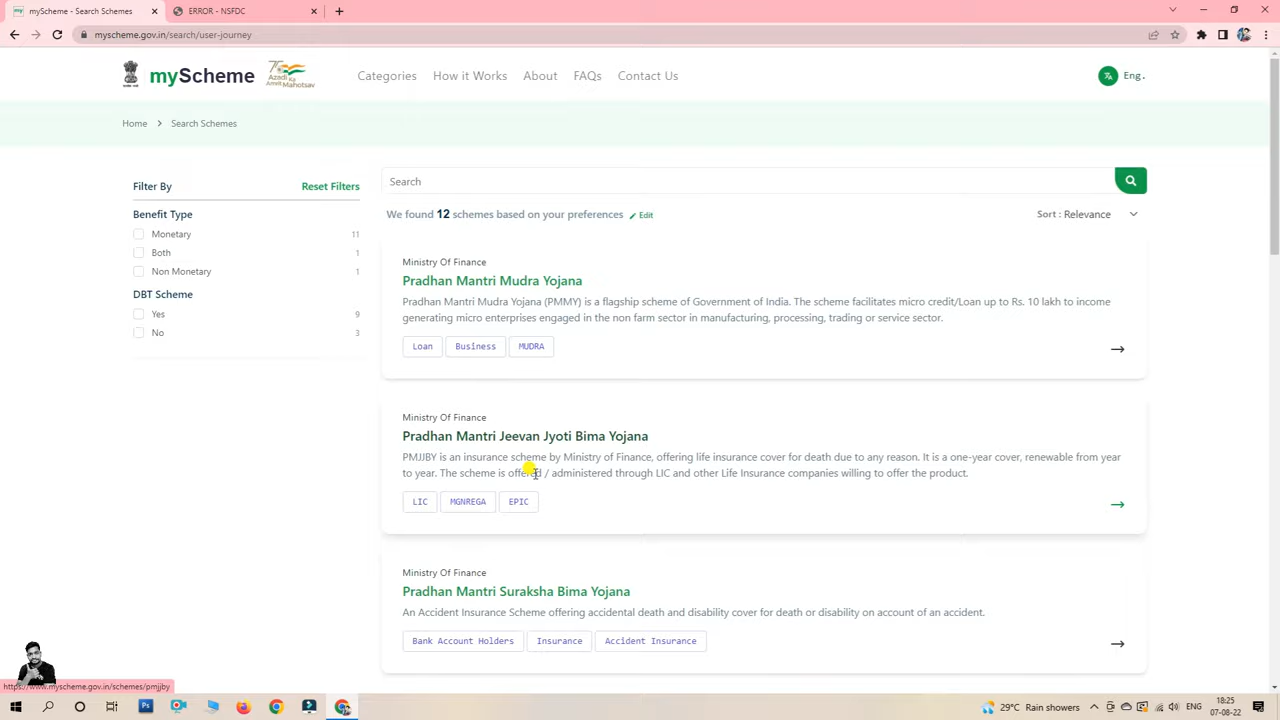 myScheme - myScheme
ERROR - NSFDC
myscheme.gov.in/search/user-journey
myScheme
Azadi Ka Amrit Mahotsav
Categories How it Works About FAQs Contact Us
Eng.
Home > Search Schemes
Filter By Reset Filters
Benefit Type
Monetary 11
Both 1
Non Monetary 1
DBT Scheme
Yes 9
No 3
Search
We found 12 schemes based on your preferences Edit
Sort : Relevance
Ministry Of Finance
Pradhan Mantri Mudra Yojana
Pradhan Mantri Mudra Yojana (PMMY) is a flagship scheme of Government of India. The scheme facilitates micro credit/Loan up to Rs. 10 lakh to income
generating micro enterprises engaged in the non farm sector in manufacturing, processing, trading or service sector.
Loan Business MUDRA
Ministry Of Finance
Pradhan Mantri Jeevan Jyoti Bima Yojana
PMJJBY is an insurance scheme by Ministry of Finance, offering life insurance cover for death due to any reason. It is a one-year cover, renewable from year
to year. The scheme is offered / administered through LIC and other Life Insurance companies willing to offer the product.
LIC MGNREGA EPIC
Ministry Of Finance
Pradhan Mantri Suraksha Bima Yojana
An Accident Insurance Scheme offering accidental death and disability cover for death or disability on account of an accident.
Bank Account Holders Insurance Accident Insurance
https://www.myscheme.gov.in/schemes/pmjjby
29°C Rain showers
18:25
07-08-22